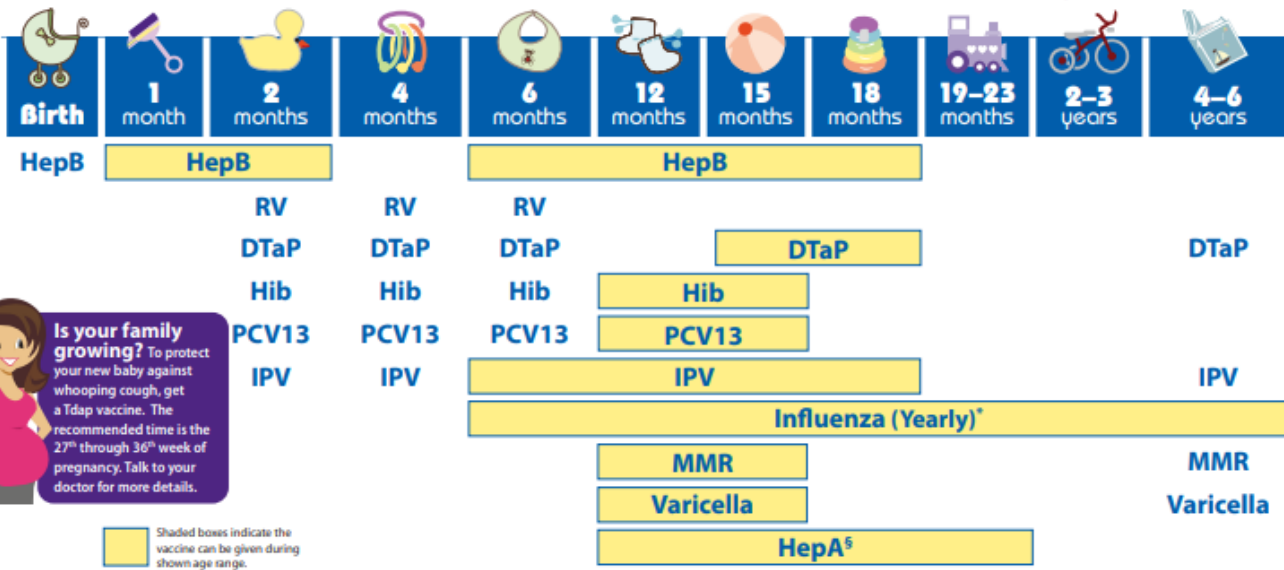 Birth
1
month
2
months
4
months
6
months
12
months
15
months
18
months
19–23
months
2–3
years
4–6
years
HepB HepB HepB
RV RV RV
DTaP DTaP DTaP DTaP DTaP
Hib Hib Hib Hib
PCV13 PCV13 PCV13 PCV13
IPV IPV IPV IPV
Influenza (Yearly)*
MMR MMR
Varicella Varicella
HepA§
Is your family
growing? To protect
your new baby against
whooping cough, get
a Tdap vaccine. The
recommended time is the
27th through 36th week of
pregnancy. Talk to your
doctor for more details.
Shaded boxes indicate the
vaccine can be given during
shown age range.